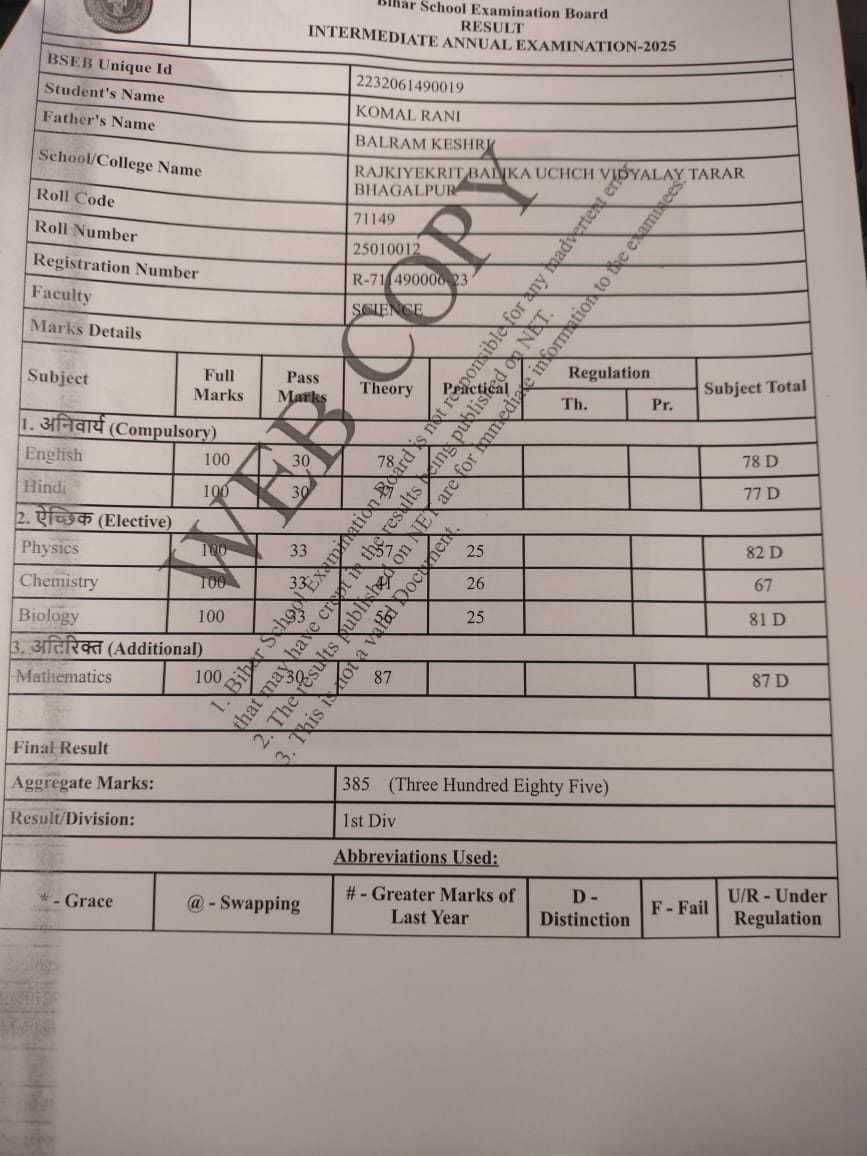 Bihar School Examination Board
RESULT
INTERMEDIATE ANNUAL EXAMINATION-2025
BSEB Unique Id 2232061490019
Student's Name KOMAL RANI
Father's Name BALRAM KESHRI
School/College Name RAJKIYEKRIT BALIKA UCHCH VIDYALAY TARAR
BHAGALPUR
Roll Code 71149
Roll Number 25010012
Registration Number R-711490006-23
Faculty SCIENCE
Marks Details
Subject Full Marks Pass Marks Theory Practical Regulation Th. Pr. Subject Total
1. अनिवार्य (Compulsory)
English 100 30 78 78 D
Hindi 100 30 77 77 D
2. ऐच्छिक (Elective)
Physics 100 33 57 25 82 D
Chemistry 100 33 41 26 67
Biology 100 33 56 25 81 D
3. अतिरिक्त (Additional)
Mathematics 100 30 87 87 D
Final Result
Aggregate Marks: 385 (Three Hundred Eighty Five)
Result/Division: 1st Div
Abbreviations Used:
* - Grace @ - Swapping # - Greater Marks of Last Year D - Distinction F - Fail U/R - Under Regulation
WEB COPY
1. Bihar School Examination Board is not responsible for any inadvertent error
that may have crept in the results being published on NET.
2. The results published on NET are for immediate information to the examinees.
3. This is not a valid Document.